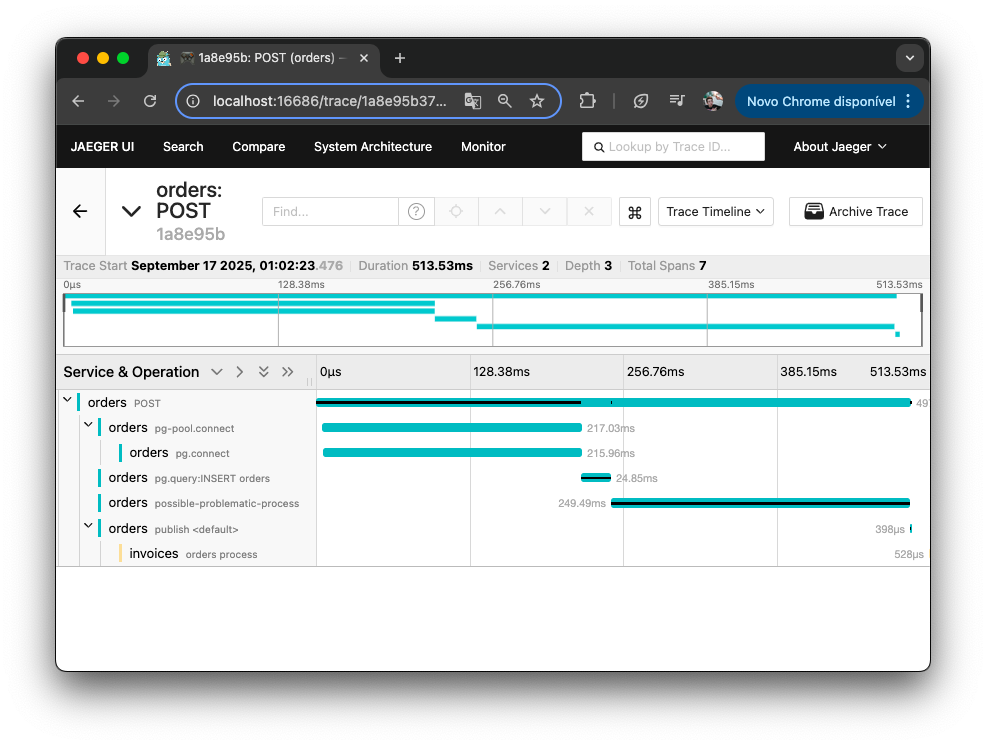 1a8e95b: POST (orders) –
localhost:16686/trace/1a8e95b37...
Novo Chrome disponível
JAEGER UI Search Compare System Architecture Monitor Lookup by Trace ID... About Jaeger
orders:
POST
1a8e95b
Find... Trace Timeline Archive Trace
Trace Start September 17 2025, 01:02:23.476 Duration 513.53ms Services 2 Depth 3 Total Spans 7
0μs 128.38ms 256.76ms 385.15ms 513.53ms
Service & Operation 0μs 128.38ms 256.76ms 385.15ms 513.53ms
orders POST
orders pg-pool.connect 217.03ms
orders pg.connect 215.96ms
orders pg.query:INSERT orders 24.85ms
orders possible-problematic-process 249.49ms
orders publish <default> 398μs
invoices orders process 528μs